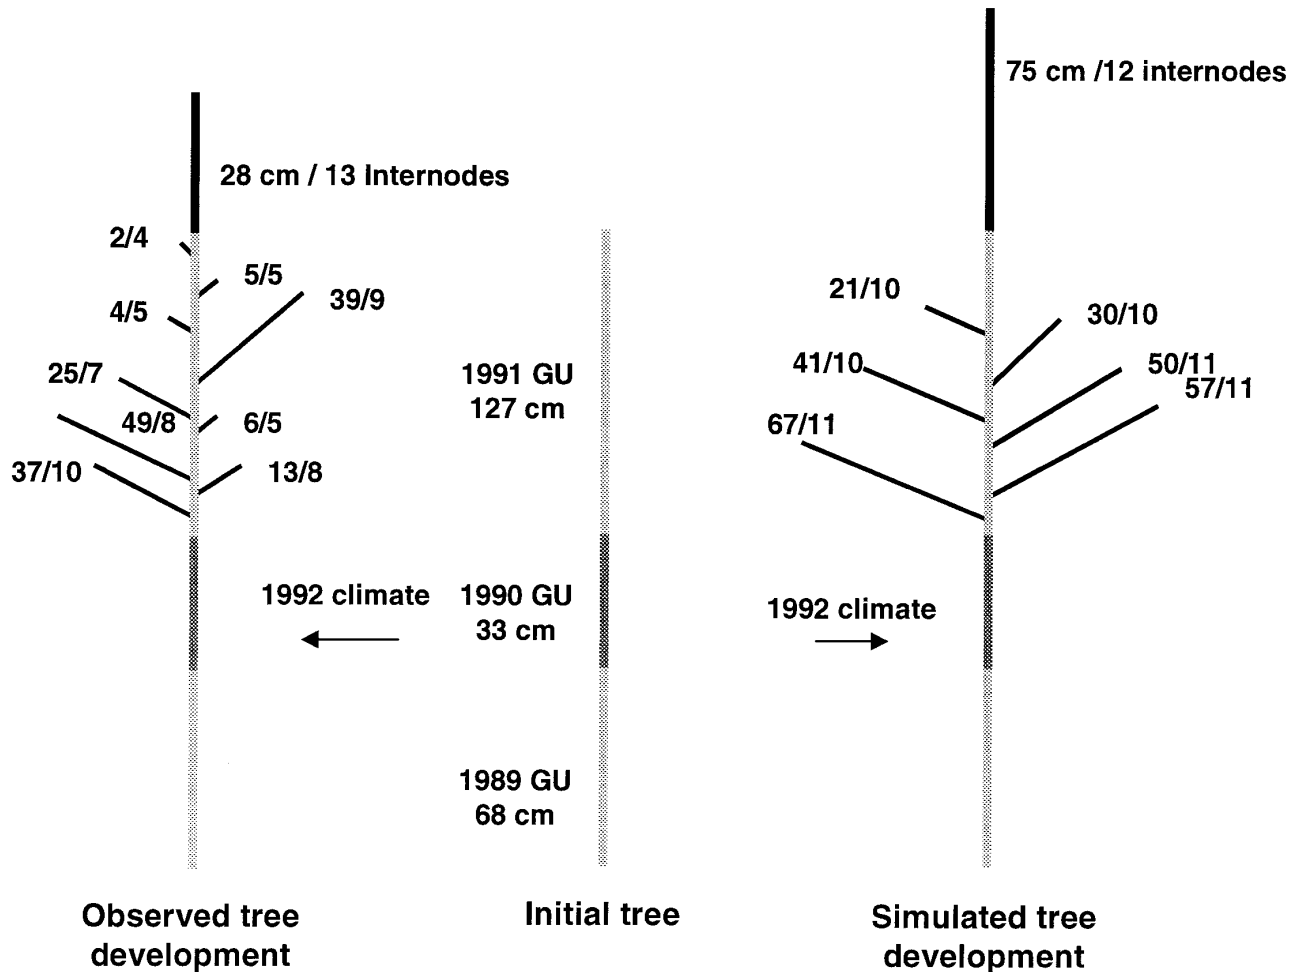 75 cm /12 internodes
28 cm / 13 Internodes
2/4
5/5
39/9
4/5
25/7
49/8
6/5
37/10
13/8
1991 GU
127 cm
21/10
30/10
41/10
50/11
57/11
67/11
1992 climate
1990 GU
33 cm
1992 climate
1989 GU
68 cm
Observed tree
development
Initial tree
Simulated tree
development